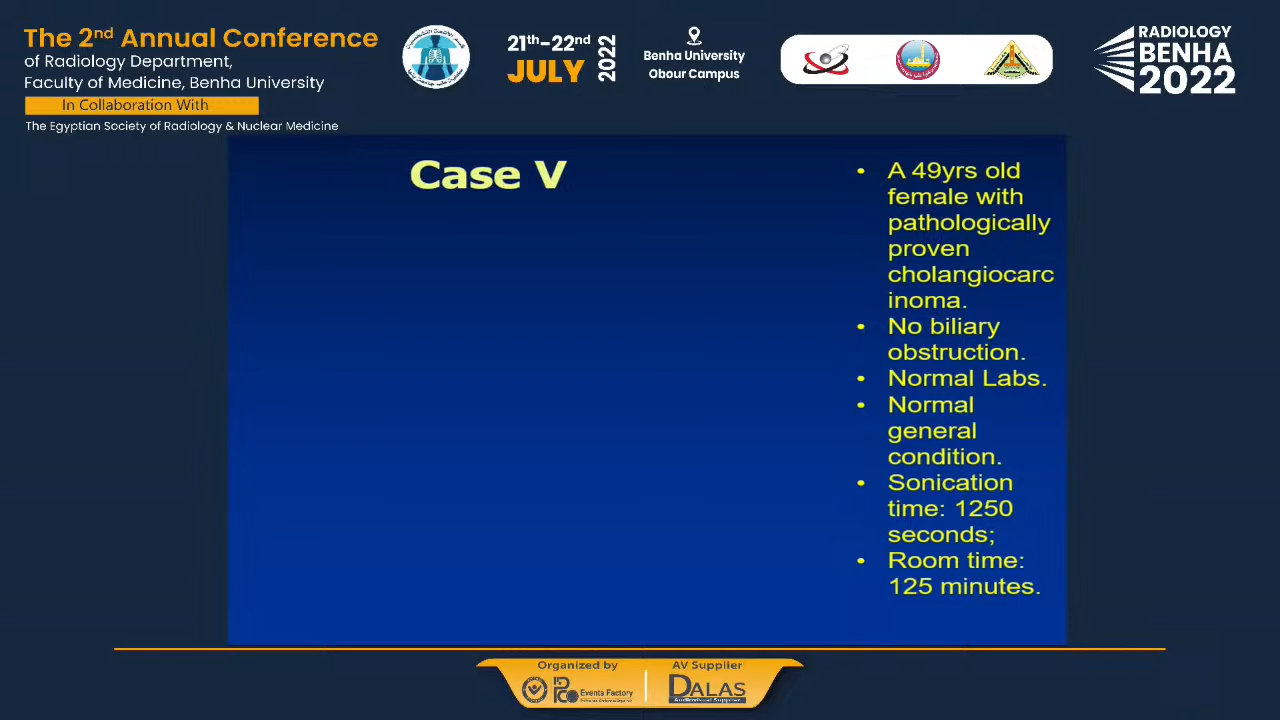 The 2nd Annual Conference
of Radiology Department,
Faculty of Medicine, Benha University
In Collaboration With
The Egyptian Society of Radiology & Nuclear Medicine
21th-22nd
JULY
2022
Benha University
Obour Campus
RADIOLOGY
BENHA
2022
Case V
• A 49yrs old
female with
pathologically
proven
cholangiocarc
inoma.
• No biliary
obstruction.
• Normal Labs.
• Normal
general
condition.
• Sonication
time: 1250
seconds;
• Room time:
125 minutes.
Organized by
Events Factory
AV Supplier
DALAS
Audiovisual Supplier